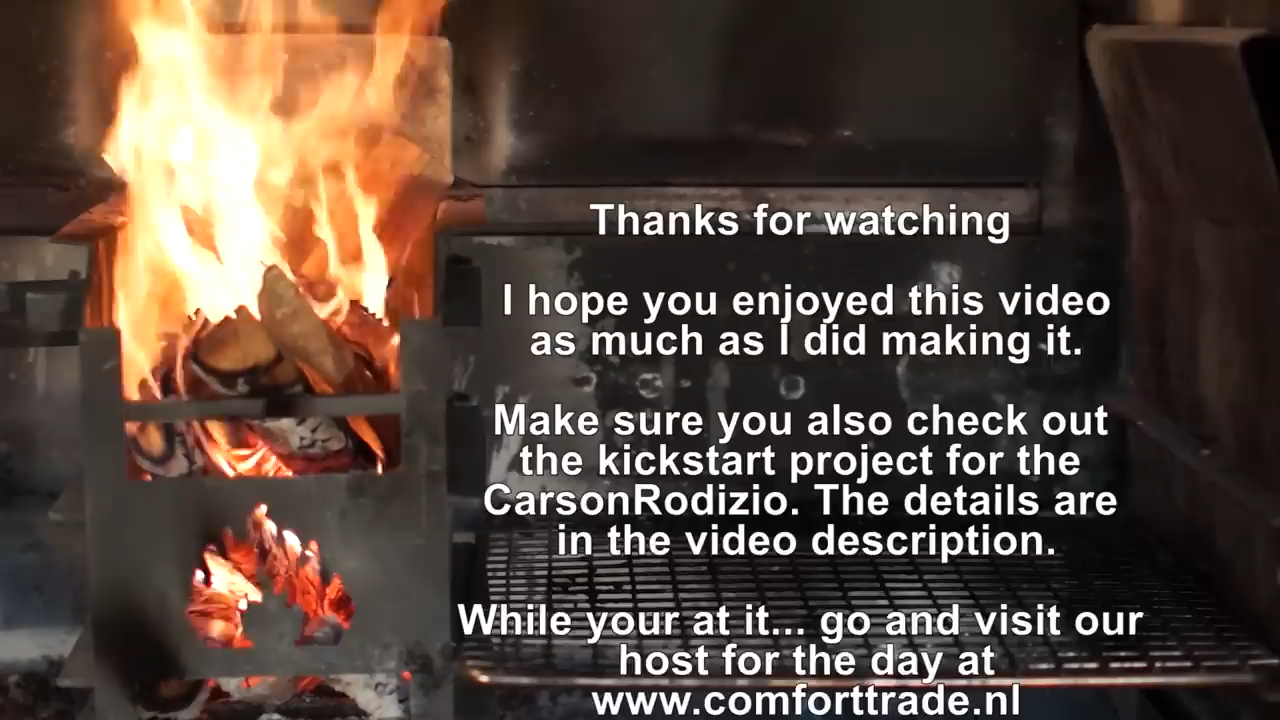 Thanks for watching
I hope you enjoyed this video
as much as I did making it.
Make sure you also check out
the kickstart project for the
CarsonRodizio. The details are
in the video description.
While your at it... go and visit our
host for the day at
www.comforttrade.nl